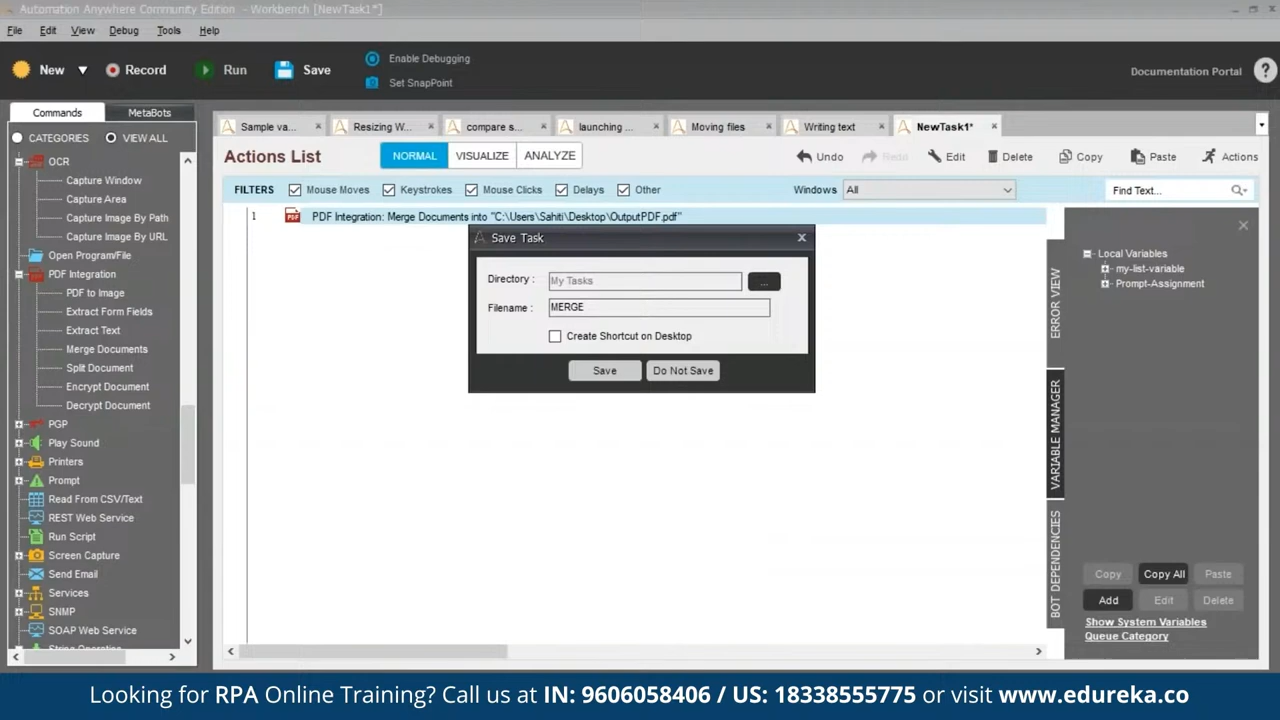 Automation Anywhere Community Edition - Workbench [NewTask1*]
File Edit View Debug Tools Help
New Record Run Save
Enable Debugging
Set SnapPoint
Documentation Portal ?
Commands MetaBots
CATEGORIES VIEW ALL
OCR
Capture Window
Capture Area
Capture Image By Path
Capture Image By URL
Open Program/File
PDF Integration
PDF to Image
Extract Form Fields
Extract Text
Merge Documents
Split Document
Encrypt Document
Decrypt Document
PGP
Play Sound
Printers
Prompt
Read From CSV/Text
REST Web Service
Run Script
Screen Capture
Send Email
Services
SNMP
SOAP Web Service
String Operation
Sample va... Resizing W... compare s... launching ... Moving files Writing text NewTask1*
Actions List NORMAL VISUALIZE ANALYZE Undo Redo Edit Delete Copy Paste Actions
FILTERS Mouse Moves Keystrokes Mouse Clicks Delays Other Windows All Find Text...
1 PDF Integration: Merge Documents into "C:\Users\Sahiti\Desktop\OutputPDF.pdf"
Save Task x
Directory : My Tasks ...
Filename : MERGE
Create Shortcut on Desktop
Save Do Not Save
ERROR VIEW
VARIABLE MANAGER
BOT DEPENDENCIES
Local Variables
my-list-variable
Prompt-Assignment
Copy Copy All Paste
Add Edit Delete
Show System Variables
Queue Category
Looking for RPA Online Training? Call us at IN: 9606058406 / US: 18338555775 or visit www.edureka.co